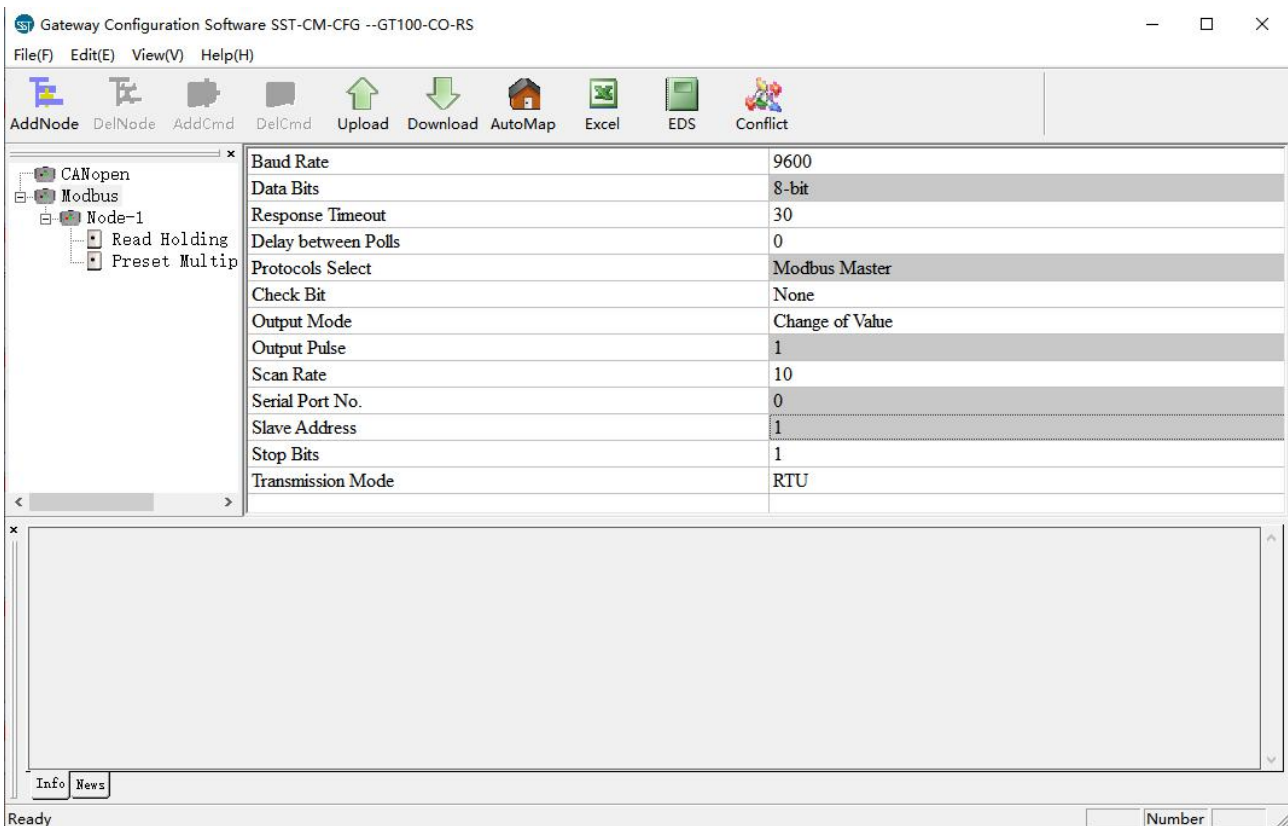 SST Gateway Configuration Software SST-CM-CFG --GT100-CO-RS
File(F) Edit(E) View(V) Help(H)
AddNode DelNode AddCmd DelCmd Upload Download AutoMap Excel EDS Conflict
CANopen
Modbus
Node-1
Read Holding
Preset Multip
Baud Rate 9600
Data Bits 8-bit
Response Timeout 30
Delay between Polls 0
Protocols Select Modbus Master
Check Bit None
Output Mode Change of Value
Output Pulse 1
Scan Rate 10
Serial Port No. 0
Slave Address 1
Stop Bits 1
Transmission Mode RTU
Info News
Ready Number